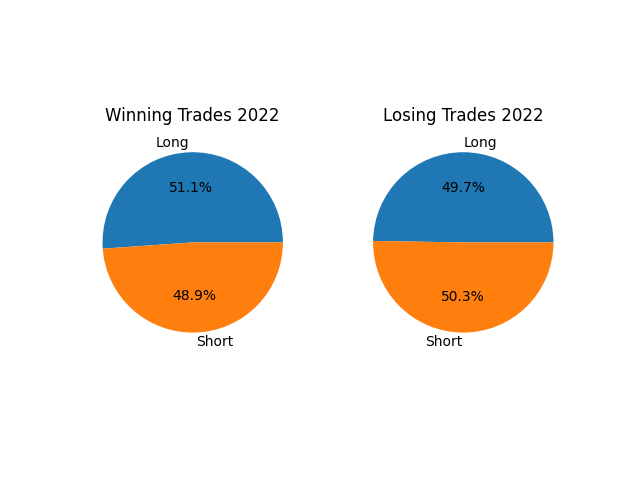 Winning Trades 2022
Long
51.1%
48.9%
Short
Losing Trades 2022
Long
49.7%
50.3%
Short